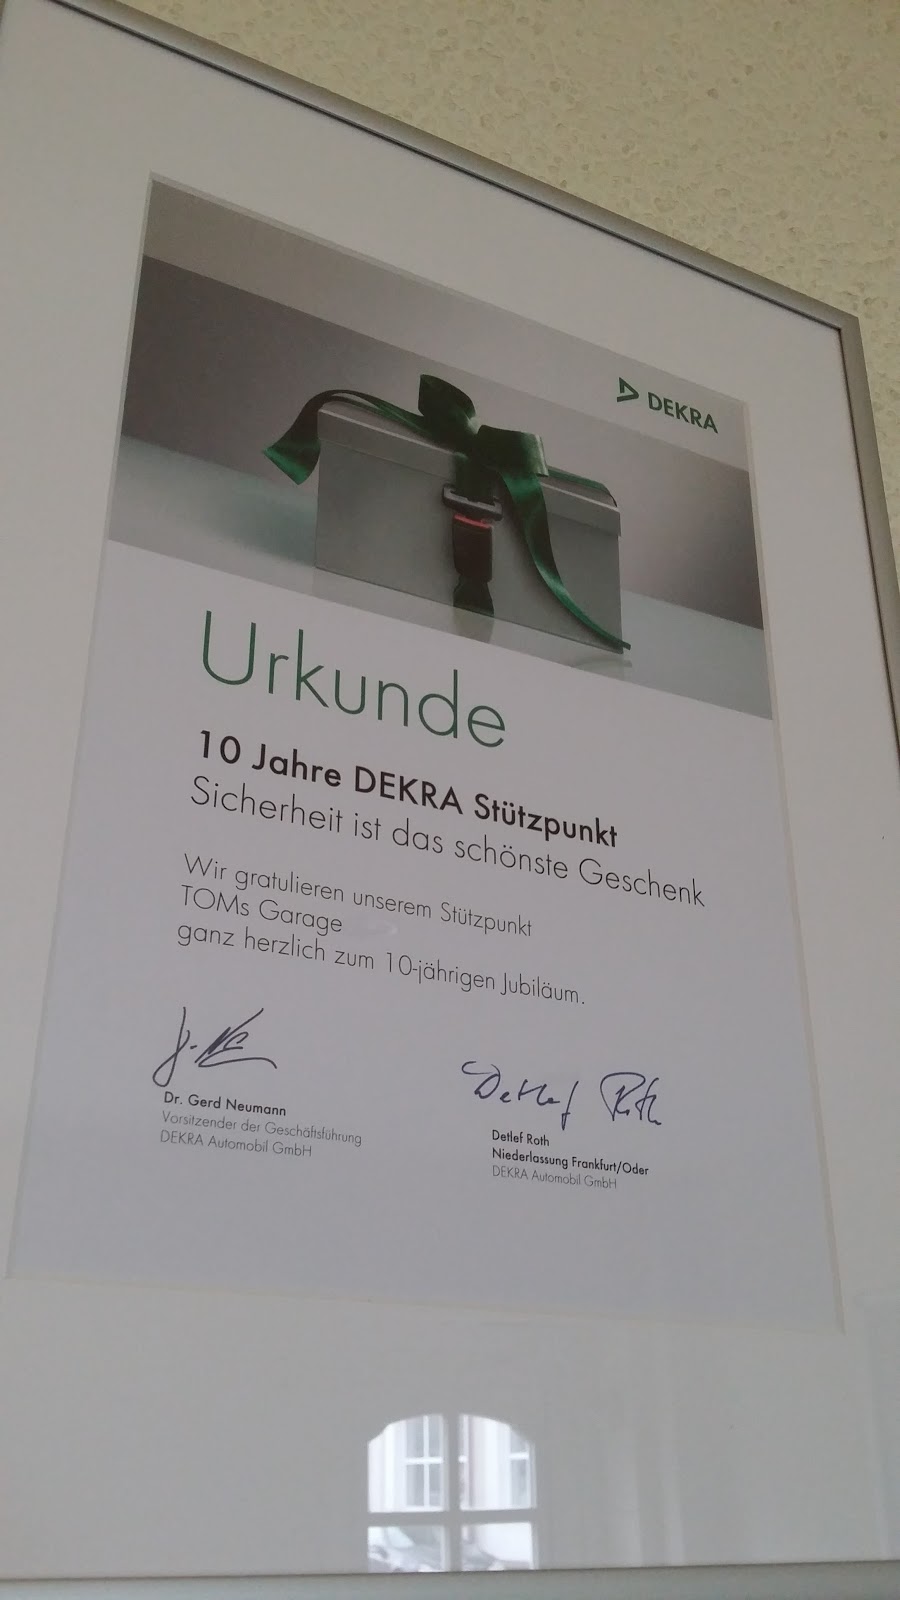 DEKRA
Urkunde
10 Jahre DEKRA Stützpunkt
Sicherheit ist das schönste Geschenk
Wir gratulieren unserem Stützpunkt
TOMs Garage
ganz herzlich zum 10-jährigen Jubiläum.
Detlef Roth
Dr. Gerd Neumann
Vorsitzender der Geschäftsführung
DEKRA Automobil GmbH
Detlef Roth
Niederlassung Frankfurt/Oder
DEKRA Automobil GmbH